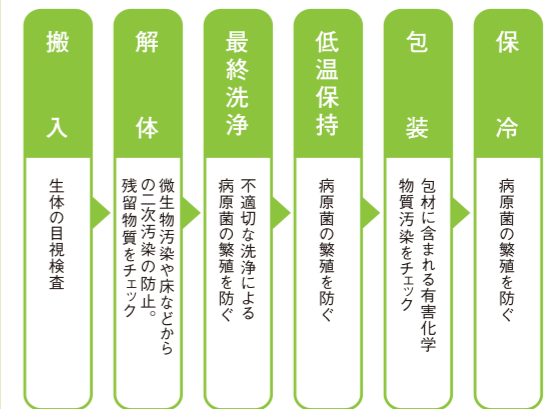 搬入
生体の目視検査
解体
微生物汚染や床などから
の二次汚染の防止。
残留物質をチェック
最終洗浄
不適切な洗浄による
病原菌の繁殖を防ぐ
低温保持
病原菌の繁殖を防ぐ
包装
包材に含まれる有害化学
物質汚染をチェック
保冷
病原菌の繁殖を防ぐ